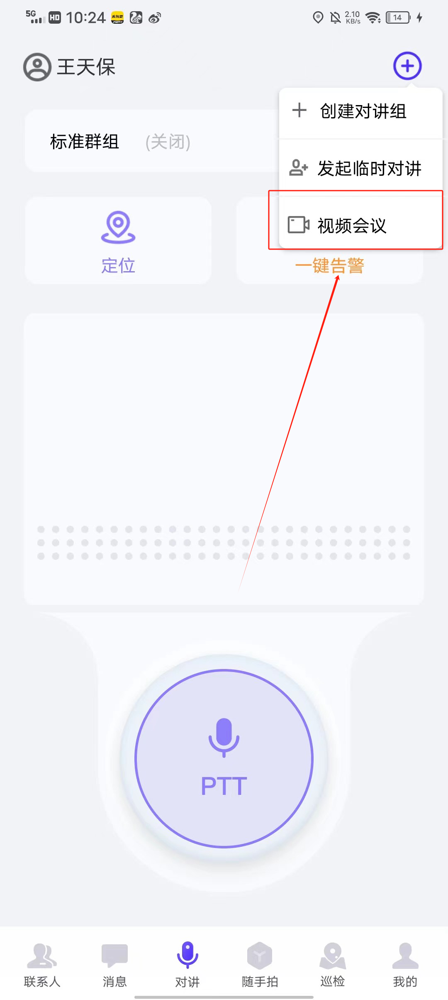 5G HD 10:24 2.10 KB/s 14
王天保
创建对讲组
标准群组 (关闭)
发起临时对讲
视频会议
定位 一键告警
PTT
联系人 消息 对讲 随手拍 巡检 我的